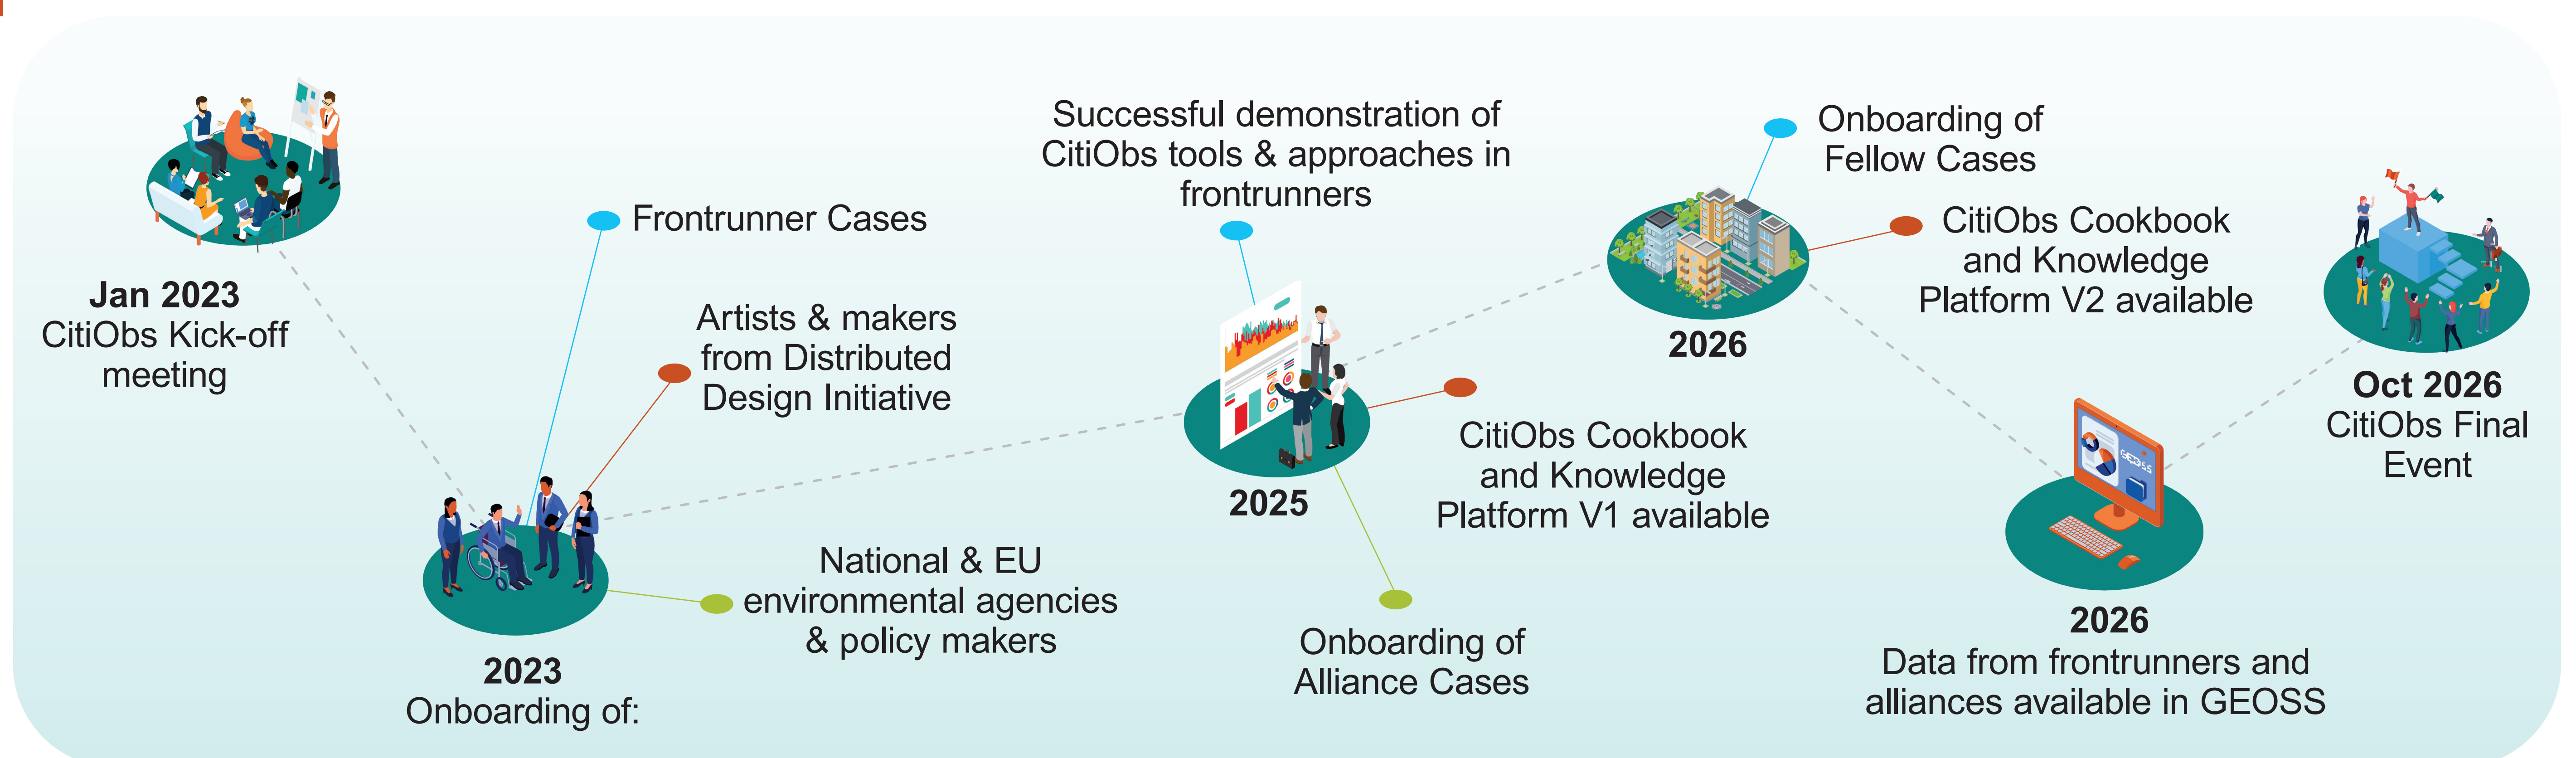 Jan 2023
CitiObs Kick-off
meeting
2023
Onboarding of:
Frontrunner Cases
Artists & makers
from Distributed
Design Initiative
National & EU
environmental agencies
& policy makers
Successful demonstration of
CitiObs tools & approaches in
frontrunners
2025
CitiObs Cookbook
and Knowledge
Platform V1 available
Onboarding of
Alliance Cases
2026
Onboarding of
Fellow Cases
CitiObs Cookbook
and Knowledge
Platform V2 available
GEOSS
2026
Data from frontrunners and
alliances available in GEOSS
Oct 2026
CitiObs Final
Event